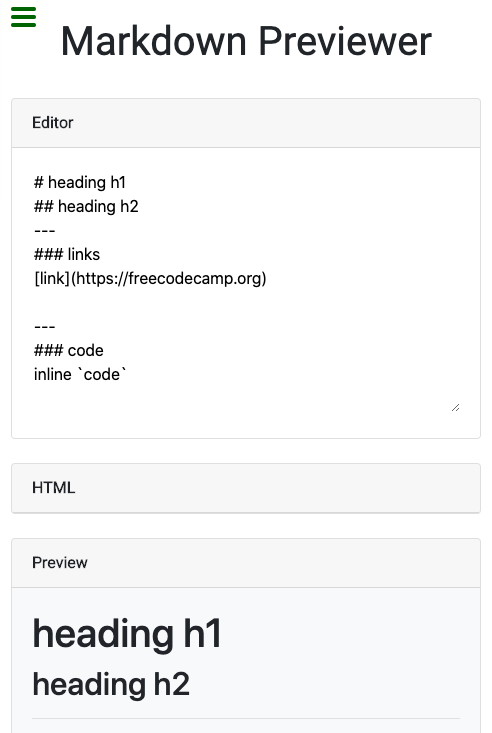 Markdown Previewer
Editor
# heading h1
## heading h2
---
### links
[link](https://freecodecamp.org)
---
### code
inline `code`
HTML
Preview
heading h1
heading h2